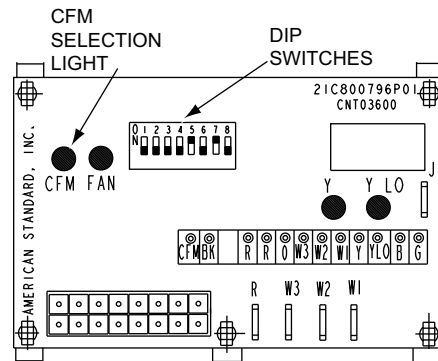 CFM
SELECTION
LIGHT
DIP
SWITCHES
21C800796P01
CNT03600
ON
1 2 3 4 5 6 7 8
CFM FAN
J
Y Y LO
AMERICAN STANDARD, INC.
CFM BK R R O W3 W2 W1 Y YLO B G
R W3 W2 W1